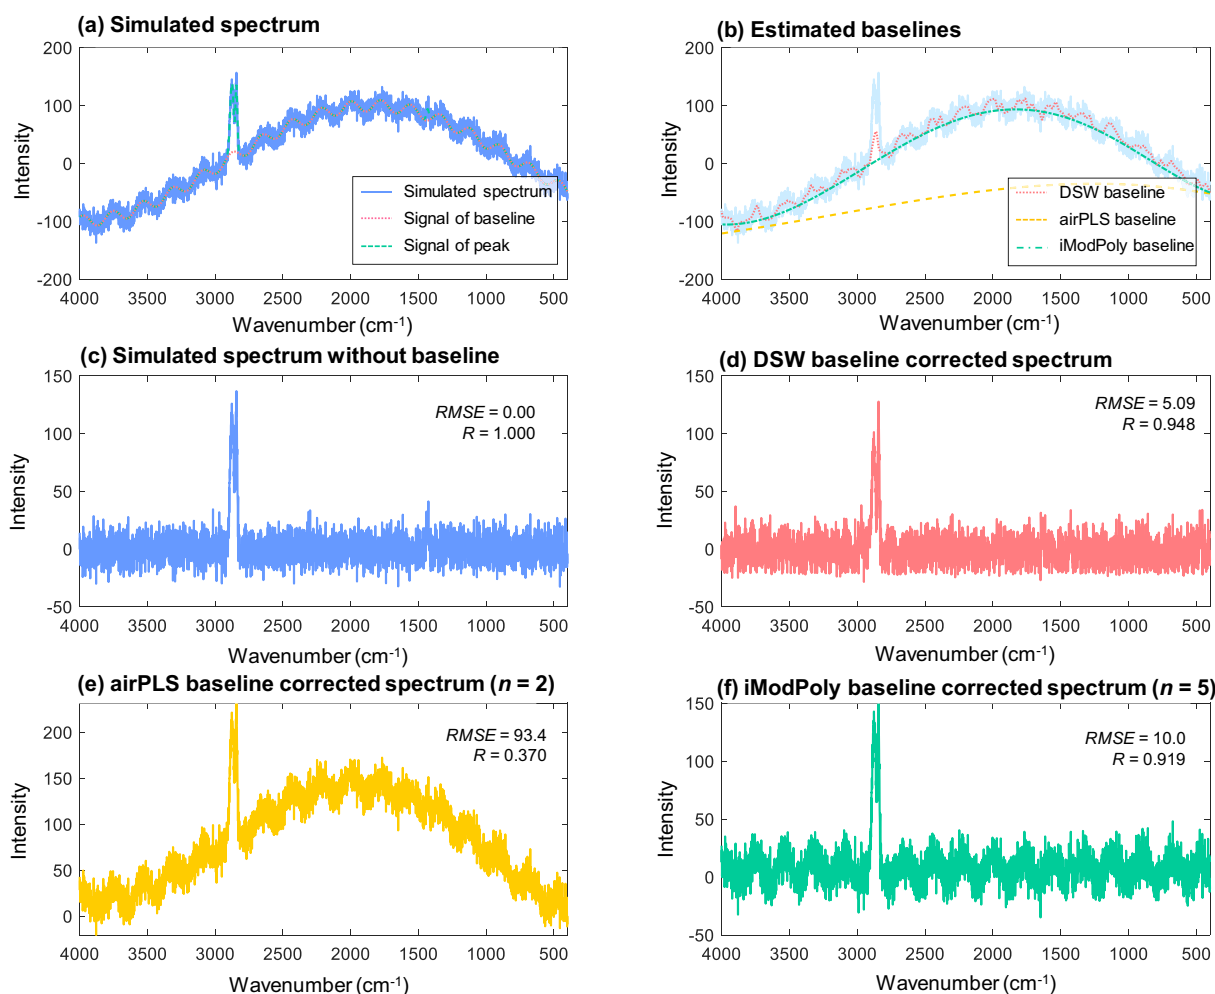 (a) Simulated spectrum
200
100
0
-100
-200
Intensity
4000 3500 3000 2500 2000 1500 1000 500
Wavenumber (cm⁻¹)
Simulated spectrum
Signal of baseline
Signal of peak
(b) Estimated baselines
200
100
0
-100
-200
Intensity
4000 3500 3000 2500 2000 1500 1000 500
Wavenumber (cm⁻¹)
DSW baseline
airPLS baseline
iModPoly baseline
(c) Simulated spectrum without baseline
150
100
50
0
-50
Intensity
RMSE = 0.00
R = 1.000
4000 3500 3000 2500 2000 1500 1000 500
Wavenumber (cm⁻¹)
(d) DSW baseline corrected spectrum
150
100
50
0
-50
Intensity
RMSE = 5.09
R = 0.948
4000 3500 3000 2500 2000 1500 1000 500
Wavenumber (cm⁻¹)
(e) airPLS baseline corrected spectrum (n = 2)
200
150
100
50
0
Intensity
RMSE = 93.4
R = 0.370
4000 3500 3000 2500 2000 1500 1000 500
Wavenumber (cm⁻¹)
(f) iModPoly baseline corrected spectrum (n = 5)
150
100
50
0
-50
Intensity
RMSE = 10.0
R = 0.919
4000 3500 3000 2500 2000 1500 1000 500
Wavenumber (cm⁻¹)